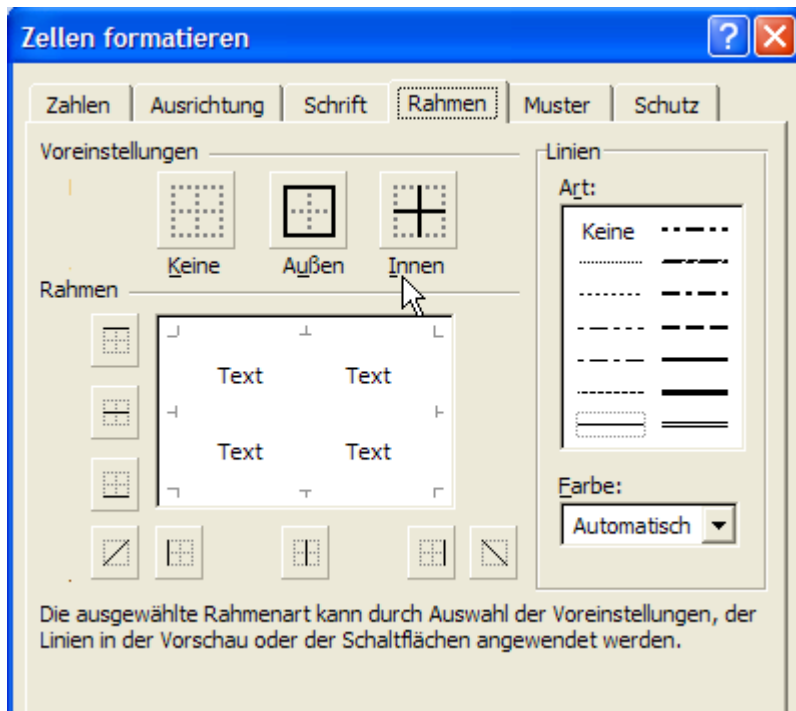 Zellen formatieren
Zahlen Ausrichtung Schrift Rahmen Muster Schutz
Voreinstellungen
Keine Außen Innen
Rahmen
Text Text
Text Text
Linien
Art:
Keine
Farbe:
Automatisch
Die ausgewählte Rahmenart kann durch Auswahl der Voreinstellungen, der
Linien in der Vorschau oder der Schaltflächen angewendet werden.